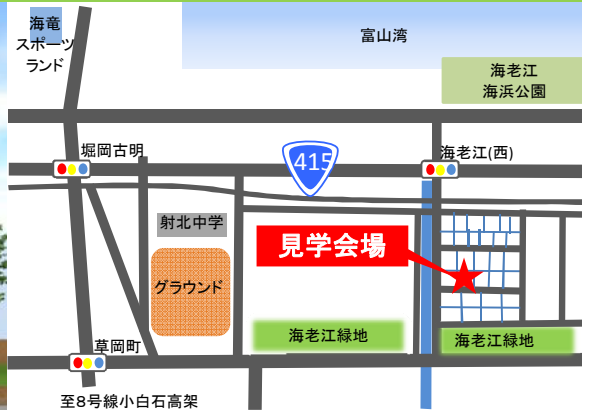 海竜
スポーツ
ランド
富山湾
海老江
海浜公園
堀岡古明
415
海老江(西)
射北中学
見学会場
グラウンド
海老江緑地
海老江緑地
草岡町
至8号線小白石高架